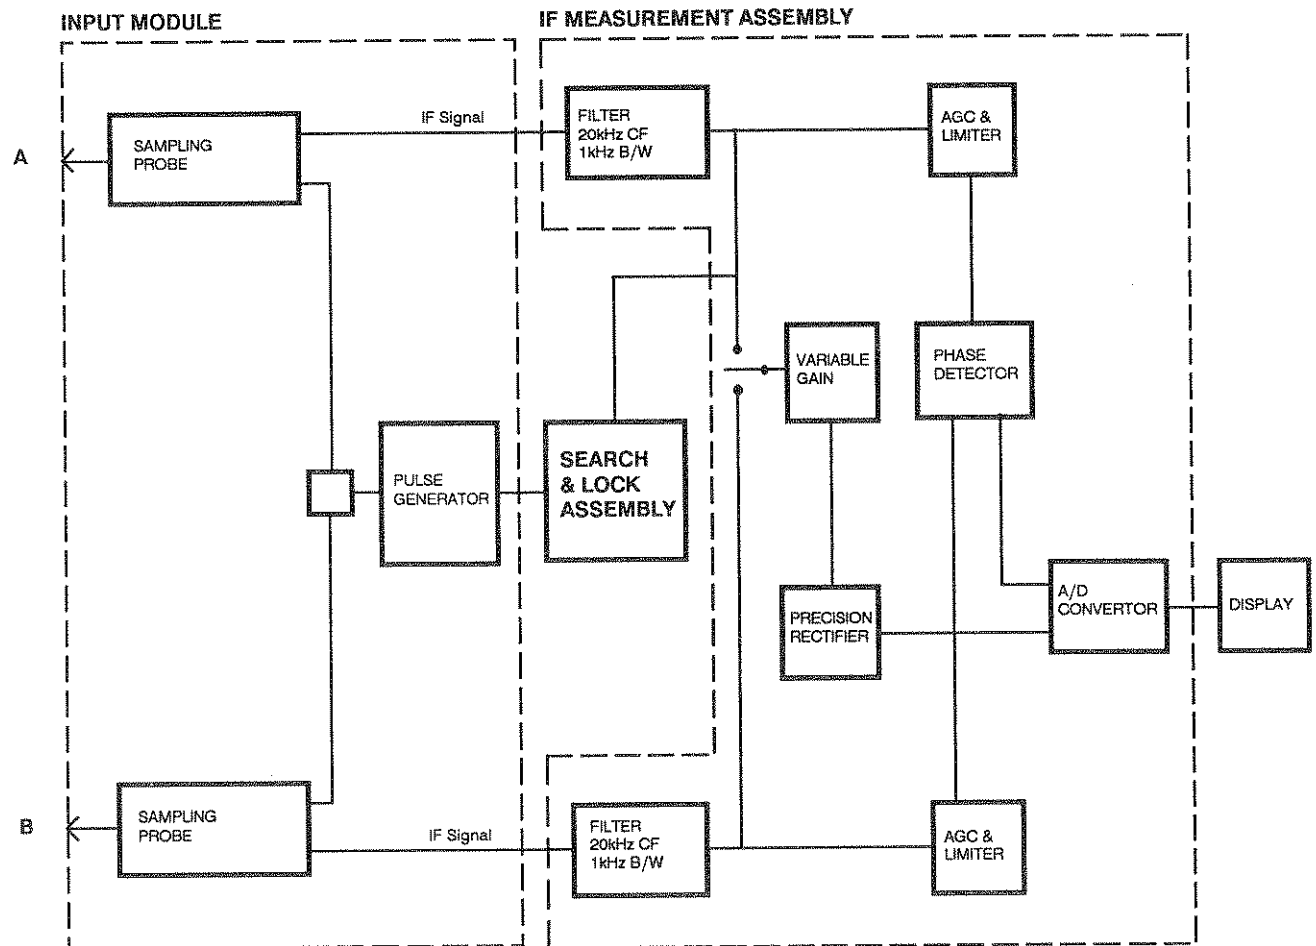 INPUT MODULE
IF MEASUREMENT ASSEMBLY
A
SAMPLING
PROBE
IF Signal
FILTER
20kHz CF
1kHz B/W
AGC &
LIMITER
VARIABLE
GAIN
PHASE
DETECTOR
PULSE
GENERATOR
SEARCH
& LOCK
ASSEMBLY
PRECISION
RECTIFIER
A/D
CONVERTOR
DISPLAY
B
SAMPLING
PROBE
IF Signal
FILTER
20kHz CF
1kHz B/W
AGC &
LIMITER